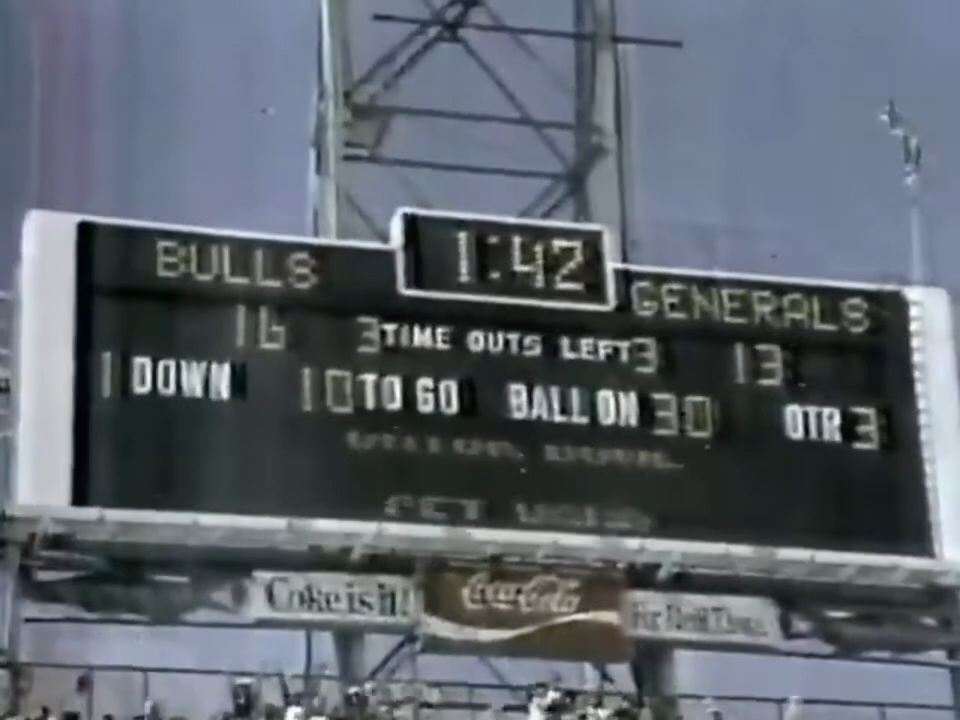 1:42
BULLS GENERALS
16 3 TIME OUTS LEFT 3 13
1 DOWN 10 TO GO BALL ON 30 QTR 3
GET
Coke is it! Coca-Cola